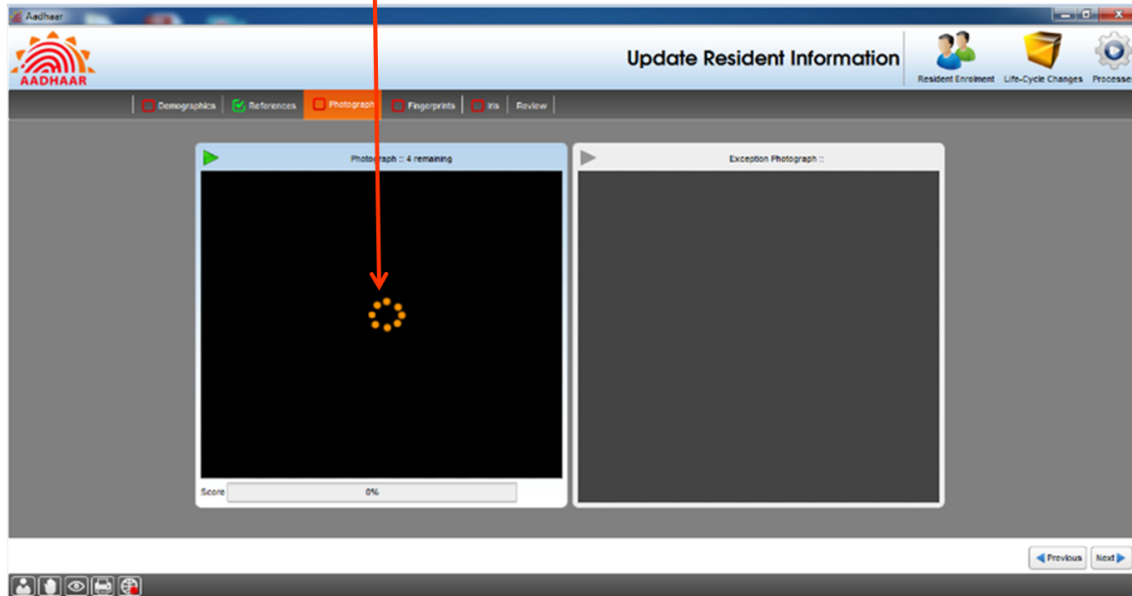 Aadhaar
AADHAAR
Update Resident Information
Resident Enrolment
Life-Cycle Changes
Processes
Demographics
References
Photograph
Fingerprints
Iris
Review
Photograph :: 4 remaining
Exception Photograph ::
Score
0%
Previous
Next